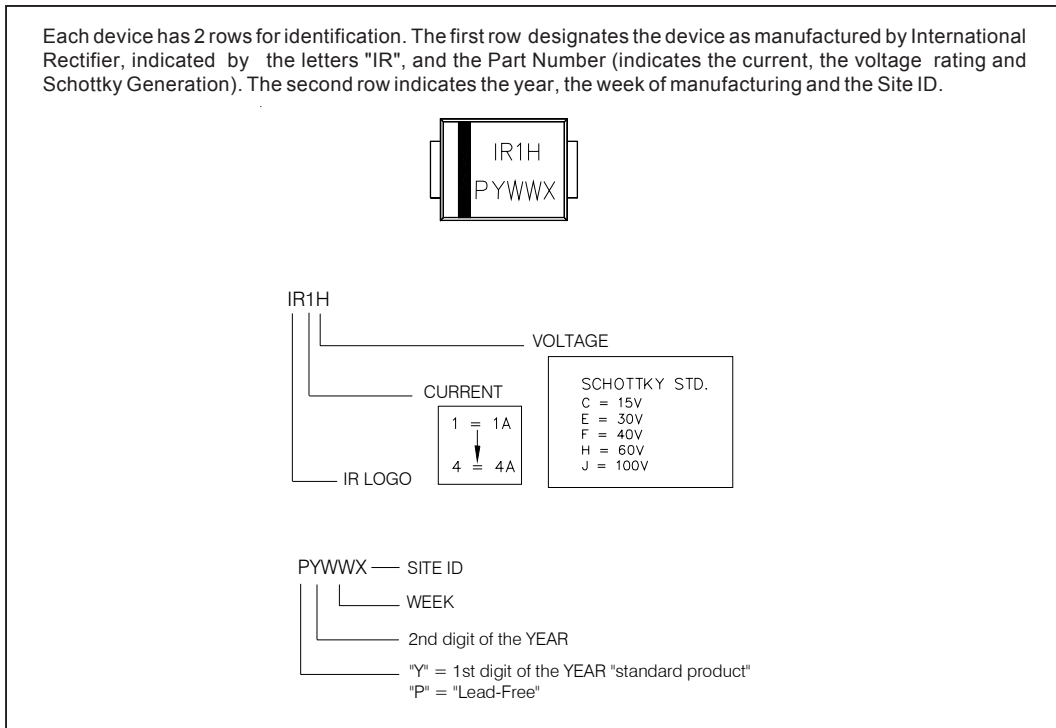 Each device has 2 rows for identification. The first row designates the device as manufactured by International
Rectifier, indicated by the letters "IR", and the Part Number (indicates the current, the voltage rating and
Schottky Generation). The second row indicates the year, the week of manufacturing and the Site ID.
IR1H
PYWWX
IR1H
VOLTAGE
SCHOTTKY STD.
C = 15V
E = 30V
F = 40V
H = 60V
J = 100V
CURRENT
1 = 1A
4 = 4A
IR LOGO
PYWWX
SITE ID
WEEK
2nd digit of the YEAR
"Y" = 1st digit of the YEAR "standard product"
"P" = "Lead-Free"